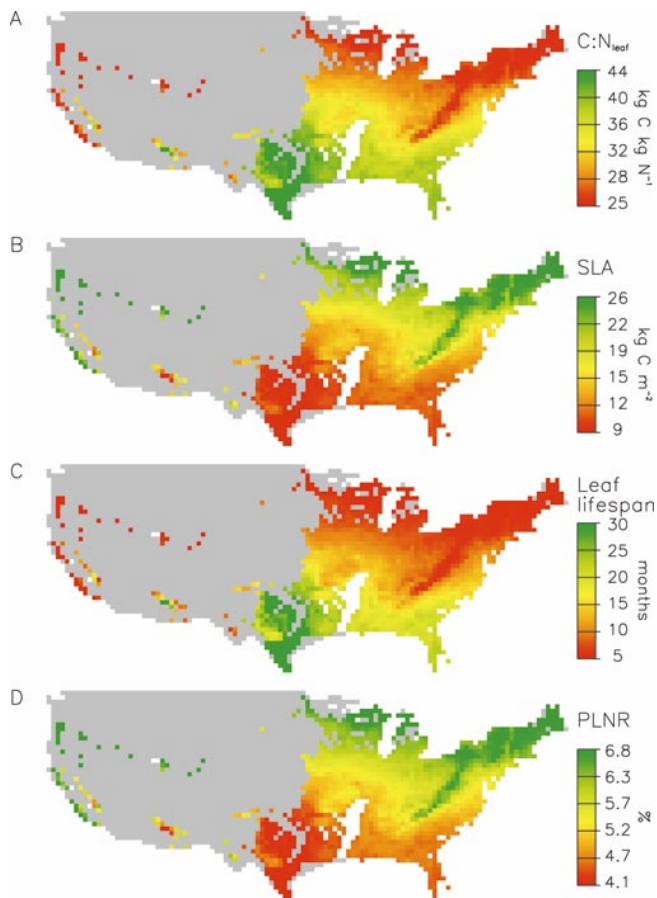 A
C:Nleaf
44
40
36
32
28
25
kg C kg N⁻¹
B
SLA
26
22
19
15
12
9
kg C m⁻²
C
Leaf
lifespan
30
25
20
15
10
5
months
D
PLNR
6.8
6.3
5.7
5.2
4.7
4.1
%